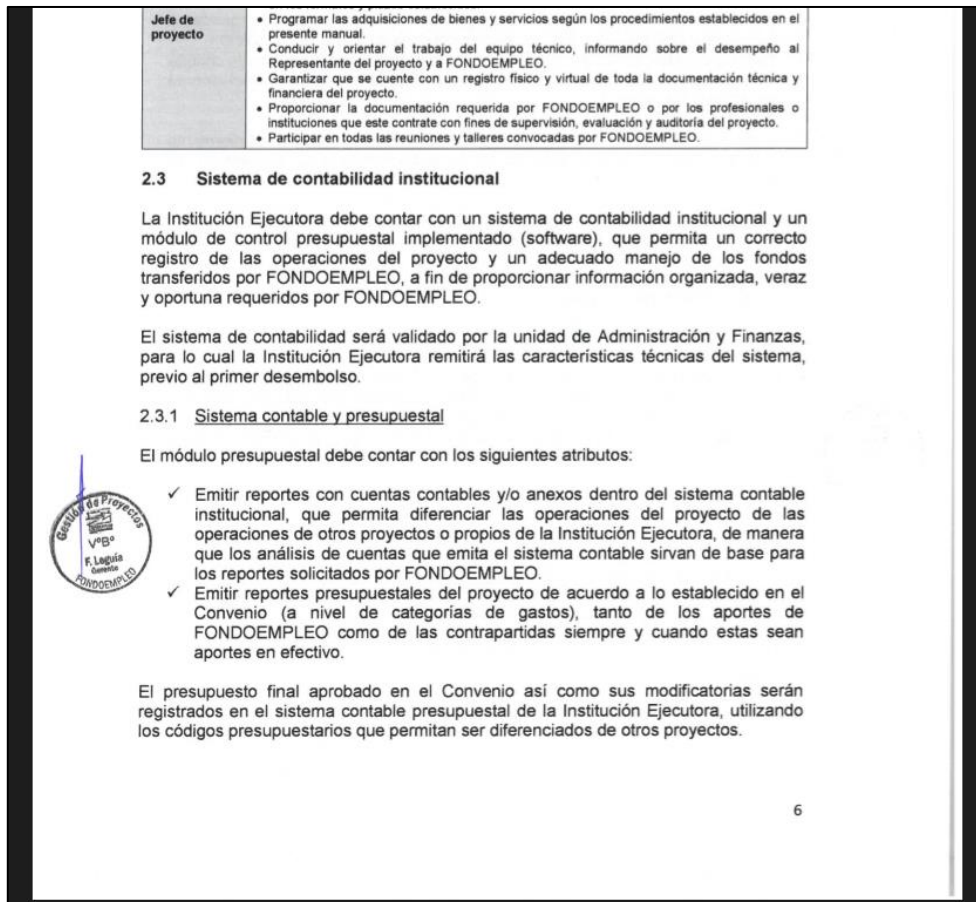 Jefe de
proyecto
• Programar las adquisiciones de bienes y servicios según los procedimientos establecidos en el
presente manual.
• Conducir y orientar el trabajo del equipo técnico, informando sobre el desempeño al
Representante del proyecto y a FONDOEMPLEO.
• Garantizar que se cuente con un registro físico y virtual de toda la documentación técnica y
financiera del proyecto.
• Proporcionar la documentación requerida por FONDOEMPLEO o por los profesionales o
instituciones que este contrate con fines de supervisión, evaluación y auditoría del proyecto.
• Participar en todas las reuniones y talleres convocadas por FONDOEMPLEO.
2.3 Sistema de contabilidad institucional
La Institución Ejecutora debe contar con un sistema de contabilidad institucional y un
módulo de control presupuestal implementado (software), que permita un correcto
registro de las operaciones del proyecto y un adecuado manejo de los fondos
transferidos por FONDOEMPLEO, a fin de proporcionar información organizada, veraz
y oportuna requeridos por FONDOEMPLEO.
El sistema de contabilidad será validado por la unidad de Administración y Finanzas,
para lo cual la Institución Ejecutora remitirá las características técnicas del sistema,
previo al primer desembolso.
2.3.1 Sistema contable y presupuestal
El módulo presupuestal debe contar con los siguientes atributos:
✓ Emitir reportes con cuentas contables y/o anexos dentro del sistema contable
institucional, que permita diferenciar las operaciones del proyecto de las
operaciones de otros proyectos o propios de la Institución Ejecutora, de manera
que los análisis de cuentas que emita el sistema contable sirvan de base para
los reportes solicitados por FONDOEMPLEO.
✓ Emitir reportes presupuestales del proyecto de acuerdo a lo establecido en el
Convenio (a nivel de categorías de gastos), tanto de los aportes de
FONDOEMPLEO como de las contrapartidas siempre y cuando estas sean
aportes en efectivo.
Gestión de Proyectos
VºBº
F. Leguía
Gerente
FONDOEMPLEO
El presupuesto final aprobado en el Convenio así como sus modificatorias serán
registrados en el sistema contable presupuestal de la Institución Ejecutora, utilizando
los códigos presupuestarios que permitan ser diferenciados de otros proyectos.
6